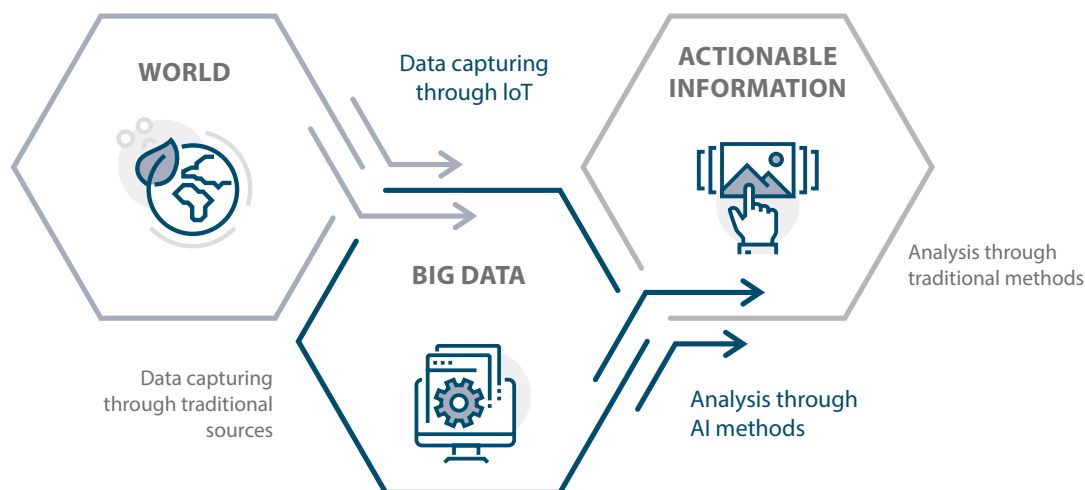 WORLD
Data capturing
through IoT
ACTIONABLE
INFORMATION
BIG DATA
Analysis through
traditional methods
Data capturing
through traditional
sources
Analysis through
AI methods